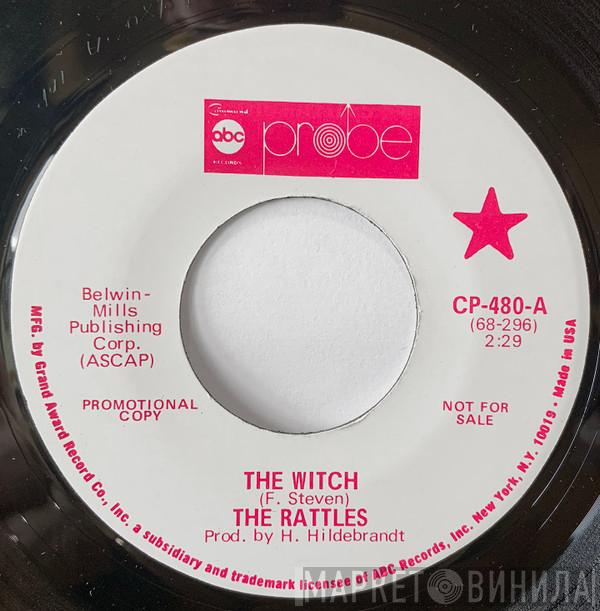 Command
abc
RECORDS
probe
Belwin-
Mills
Publishing
Corp.
(ASCAP)
CP-480-A
(68-296)
2:29
PROMOTIONAL
COPY
NOT FOR
SALE
THE WITCH
(F. Steven)
THE RATTLES
Prod. by H. Hildebrandt
MFG. by Grand Award Record Co., Inc. a subsidiary and trademark licensee of ABC Records, Inc. New York, N.Y. 10019 • Made in USA
МАРКЕТ ВИНИЛА